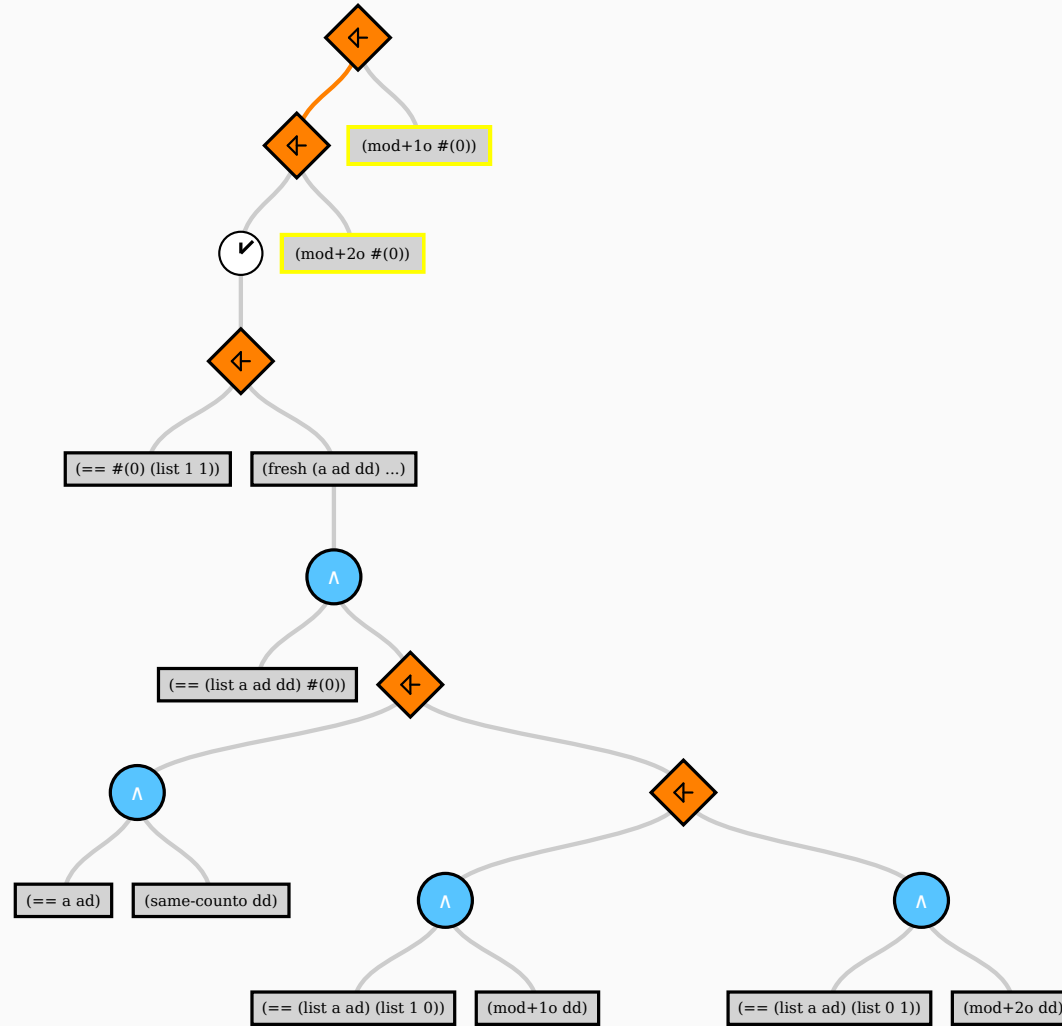 (mod+1o #(0))
(mod+2o #(0))
(== #(0) (list 1 1))
(fresh (a ad dd) ...)
∧
(== (list a ad dd) #(0))
∧
(== a ad)
(same-counto dd)
∧
∧
(== (list a ad) (list 1 0))
(mod+1o dd)
(== (list a ad) (list 0 1))
(mod+2o dd)